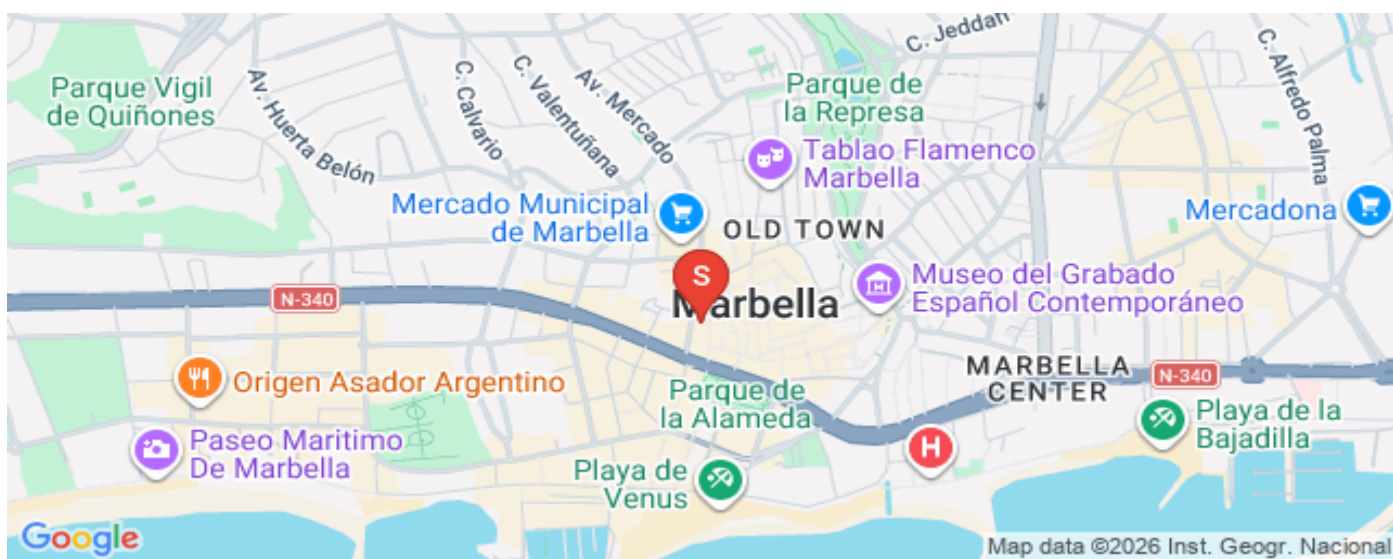 C. Jeddah
Parque Vigil
de Quiñones
Av. Huerta Belón
C. Calvario
C. Valentuñana
Av. Mercado
Parque de
la Represa
C. Alfredo Palma
Tablao Flamenco
Marbella
Mercado Municipal
de Marbella
OLD TOWN
Mercadona
S
Marbella
Museo del Grabado
Español Contemporáneo
N-340
Origen Asador Argentino
MARBELLA
CENTER
N-340
Parque de
la Alameda
Paseo Maritimo
De Marbella
Playa de la
Bajadilla
H
Playa de
Venus
Google
Map data ©2026 Inst. Geogr. Nacional